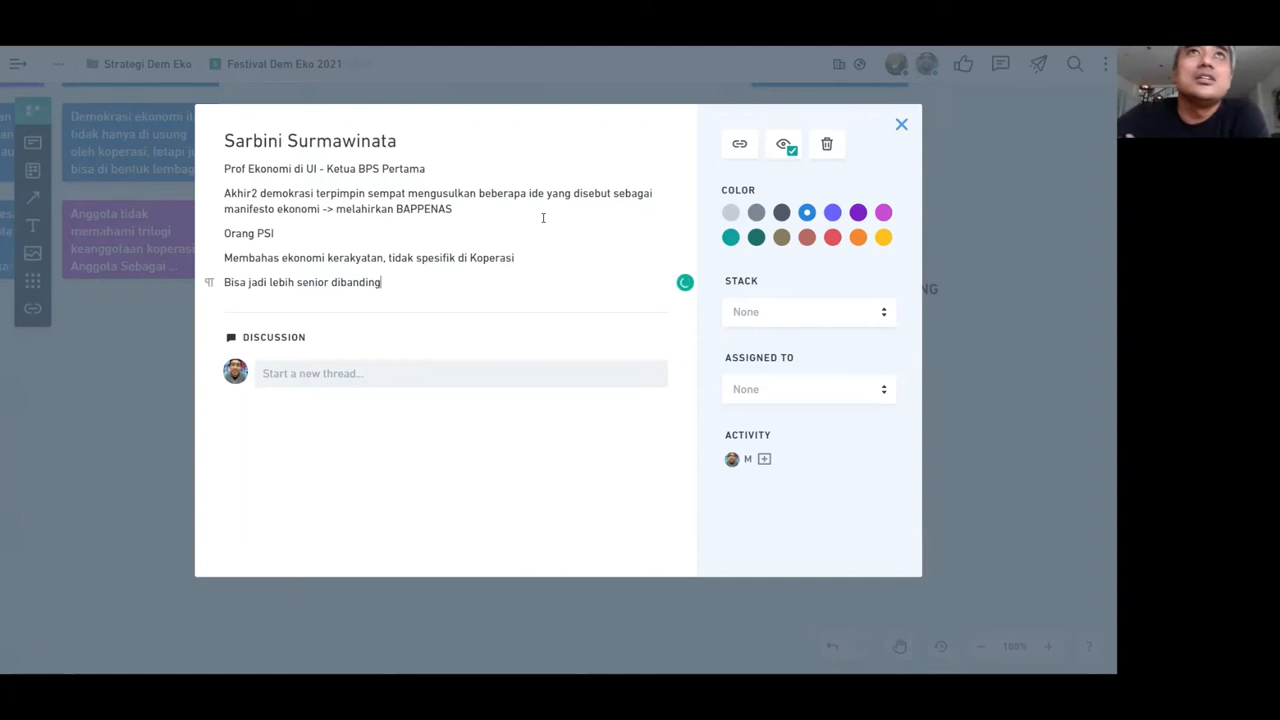 Strategi Dem Eko
Festival Dem Eko 2021
Demokrasi ekonomi it
tidak hanya di usung
oleh koperasi, tetapi ju
bisa di bentuk lembag
Anggota tidak
memahami trilogi
keanggotaan koperas
Anggota Sebagai ...
Sarbini Surmawinata
Prof Ekonomi di UI - Ketua BPS Pertama
Akhir2 demokrasi terpimpin sempat mengusulkan beberapa ide yang disebut sebagai
manifesto ekonomi -> melahirkan BAPPENAS
Orang PSI
Membahas ekonomi kerakyatan, tidak spesifik di Koperasi
Bisa jadi lebih senior dibanding
DISCUSSION
Start a new thread...
COLOR
STACK
None
ASSIGNED TO
None
ACTIVITY
M
NG
100%